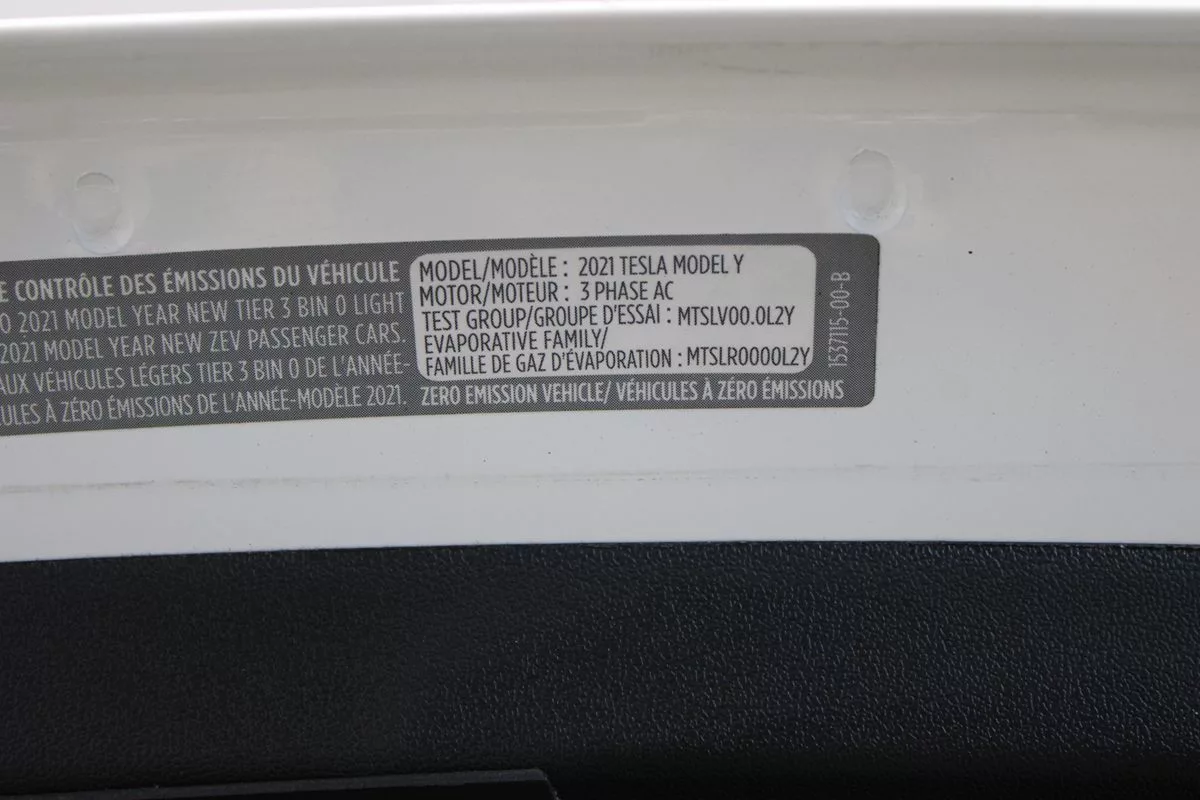 E CONTRÔLE DES ÉMISSIONS DU VÉHICULE
O 2021 MODEL YEAR NEW TIER 3 BIN 0 LIGHT
2021 MODEL YEAR NEW ZEV PASSENGER CARS.
AUX VÉHICULES LÉGERS TIER 3 BIN 0 DE L'ANNÉE-
ULES À ZÉRO ÉMISSIONS DE L'ANNÉE-MODÈLE 2021.
MODEL/MODÈLE : 2021 TESLA MODEL Y
MOTOR/MOTEUR : 3 PHASE AC
TEST GROUP/GROUPE D'ESSAI : MTSLV00.0L2Y
EVAPORATIVE FAMILY/
FAMILLE DE GAZ D'ÉVAPORATION : MTSLR0000L2Y
ZERO EMISSION VEHICLE/ VÉHICULES À ZÉRO ÉMISSIONS
1537115-00-B